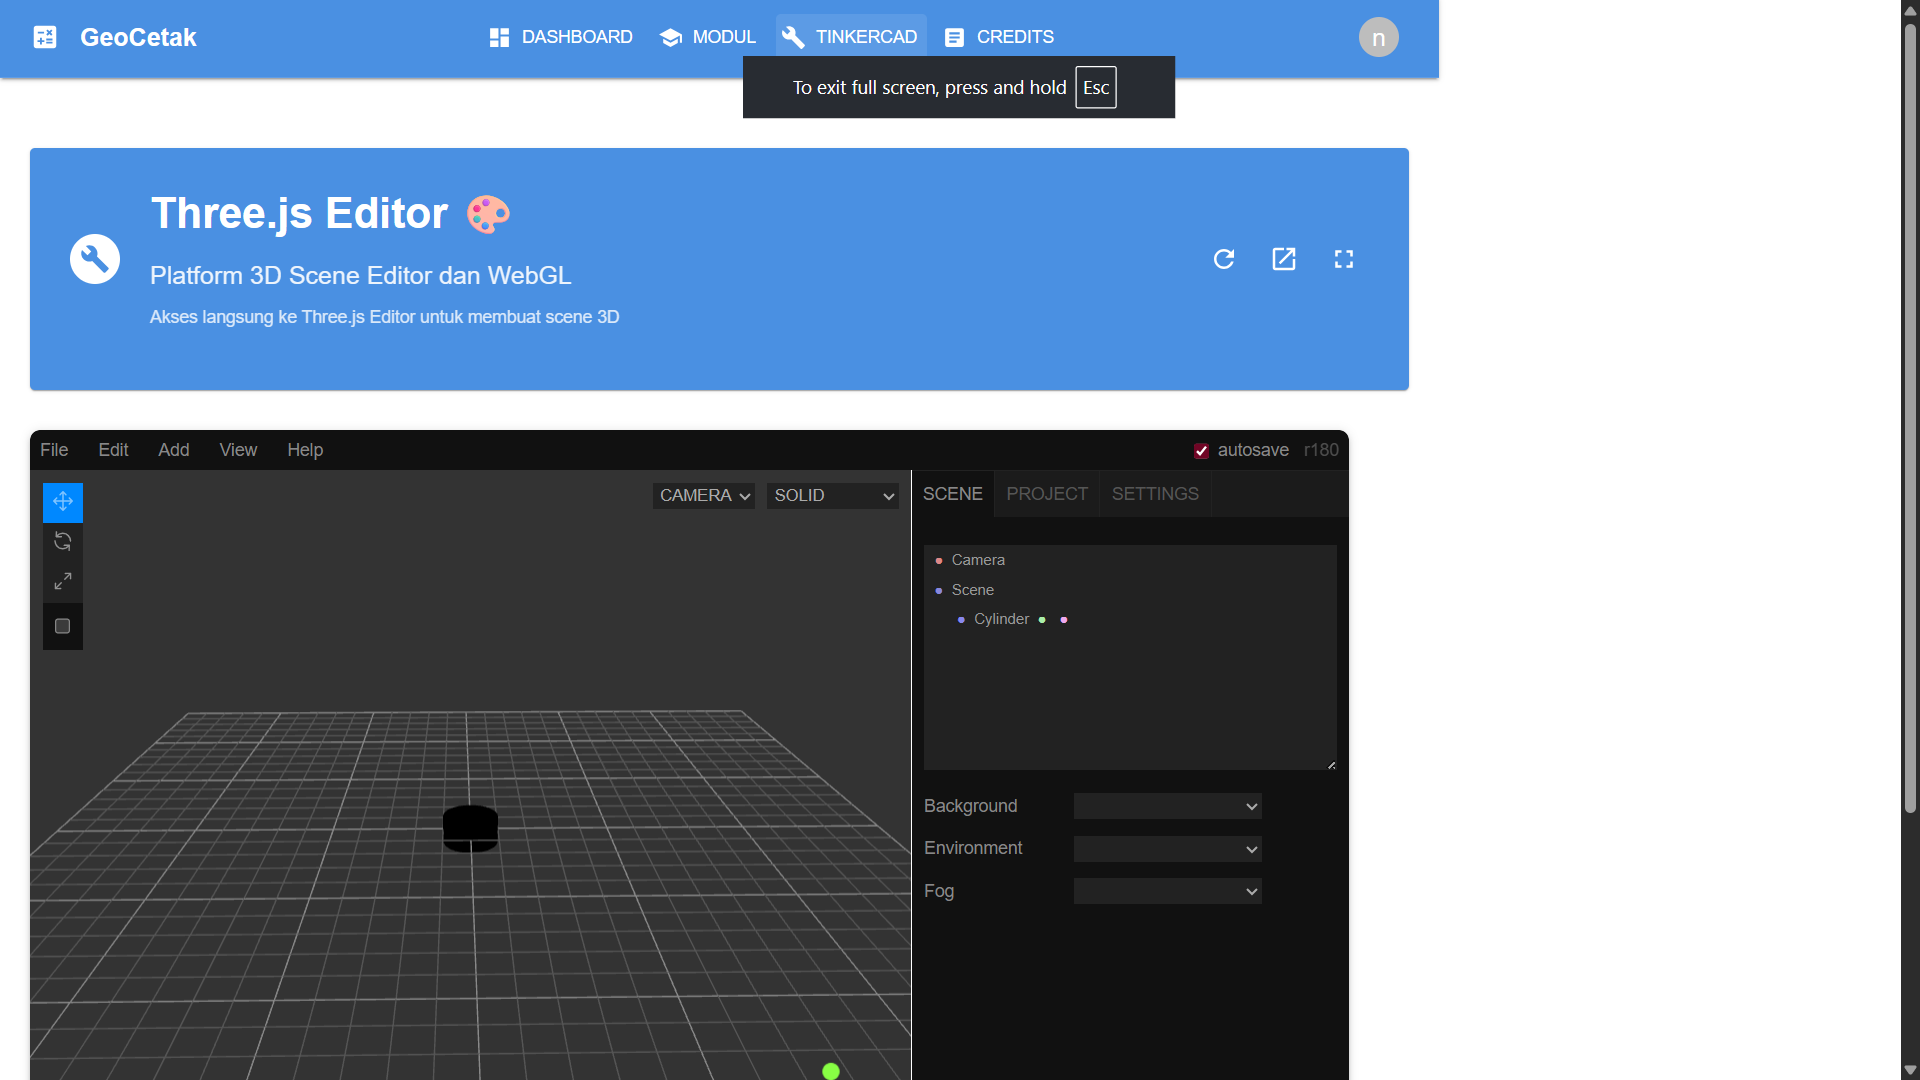 GeoCetak
DASHBOARD
MODUL
TINKERCAD
CREDITS
n
To exit full screen, press and hold Esc
Three.js Editor
Platform 3D Scene Editor dan WebGL
Akses langsung ke Three.js Editor untuk membuat scene 3D
File Edit Add View Help
autosave r180
CAMERA
SOLID
SCENE PROJECT SETTINGS
Camera
Scene
Cylinder
Background
Environment
Fog